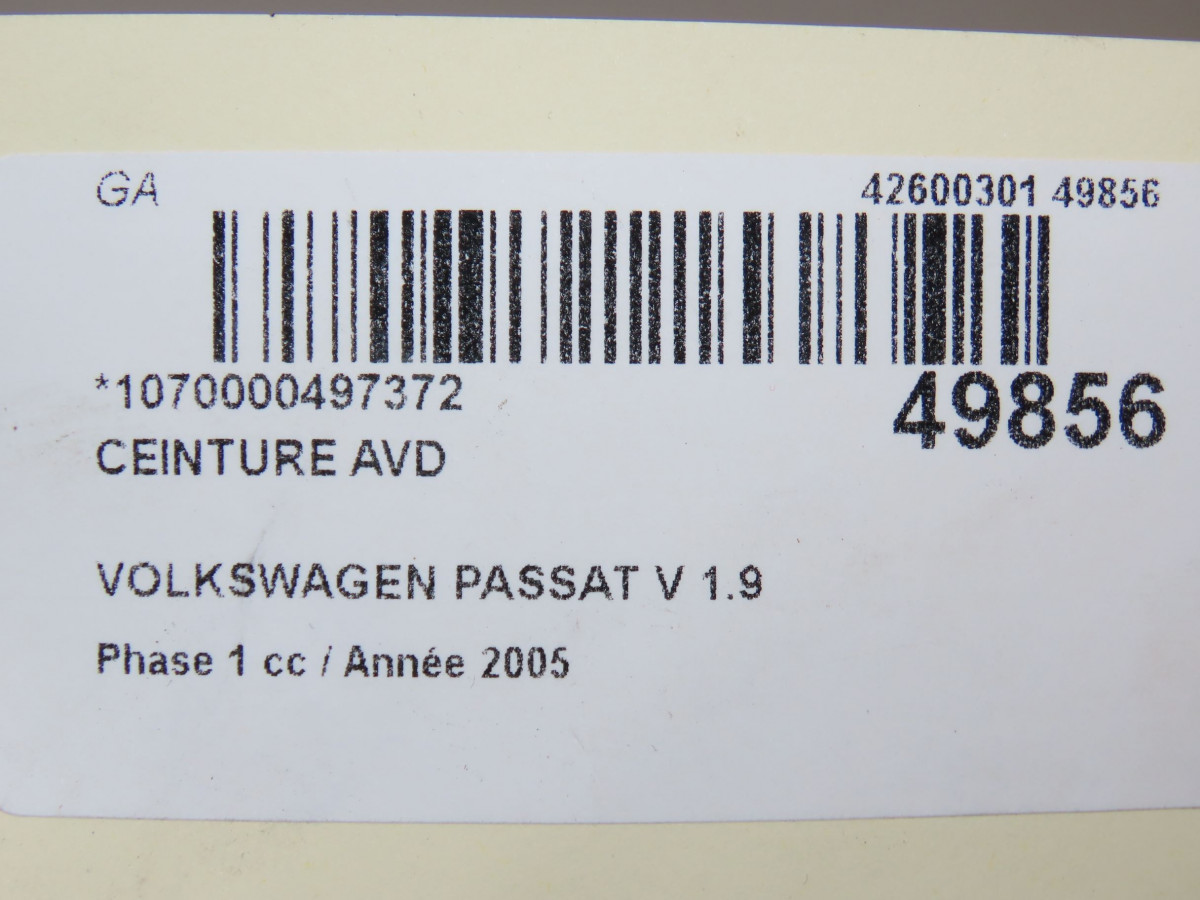 GA 42600301 49856
*1070000497372 49856
CEINTURE AVD
VOLKSWAGEN PASSAT V 1.9
Phase 1 cc / Année 2005